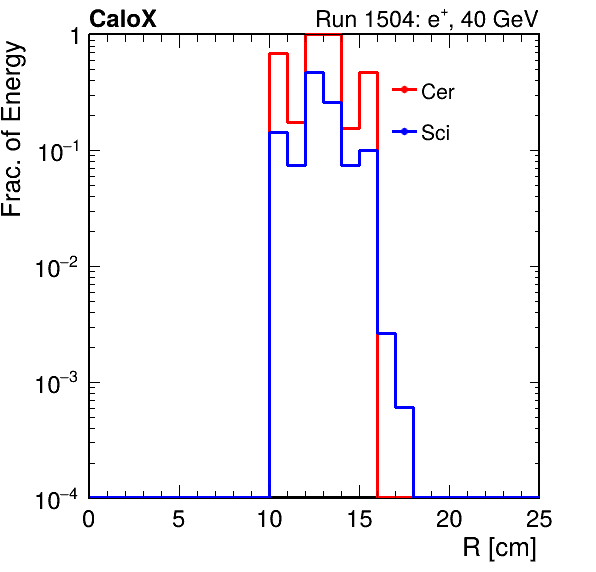 CaloX Run 1504: e⁺, 40 GeV
Frac. of Energy
1
10⁻¹
10⁻²
10⁻³
10⁻⁴
Cer
Sci
0 5 10 15 20 25
R [cm]